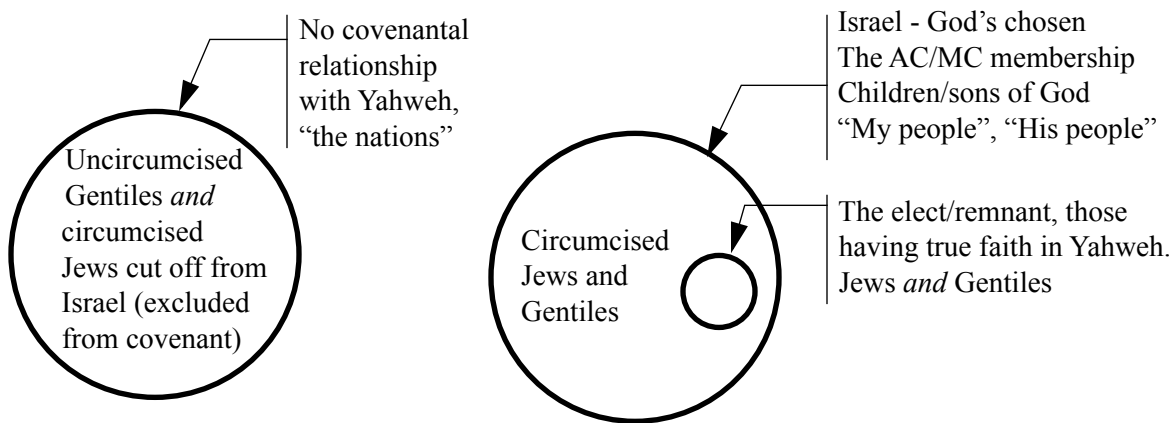 No covenantal
relationship
with Yahweh,
“the nations”
Uncircumcised
Gentiles and
circumcised
Jews cut off from
Israel (excluded
from covenant)
Israel - God’s chosen
The AC/MC membership
Children/sons of God
“My people”, “His people”
The elect/remnant, those
having true faith in Yahweh.
Jews and Gentiles
Circumcised
Jews and
Gentiles